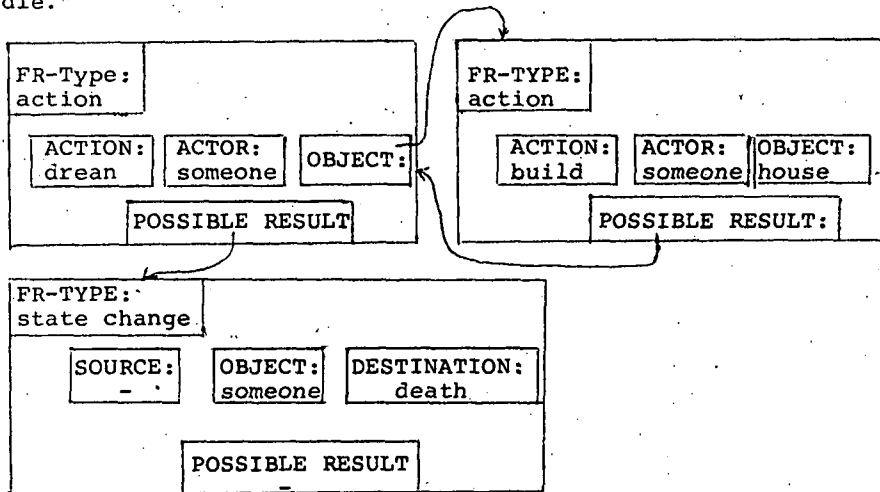 die.
FR-Type:
action
ACTION:
drean
ACTOR:
someone
OBJECT:
POSSIBLE RESULT
FR-TYPE:
action
ACTION:
build
ACTOR:
someone
OBJECT:
house
POSSIBLE RESULT:
FR-TYPE:
state change
SOURCE:
-
OBJECT:
someone
DESTINATION:
death
POSSIBLE RESULT
-